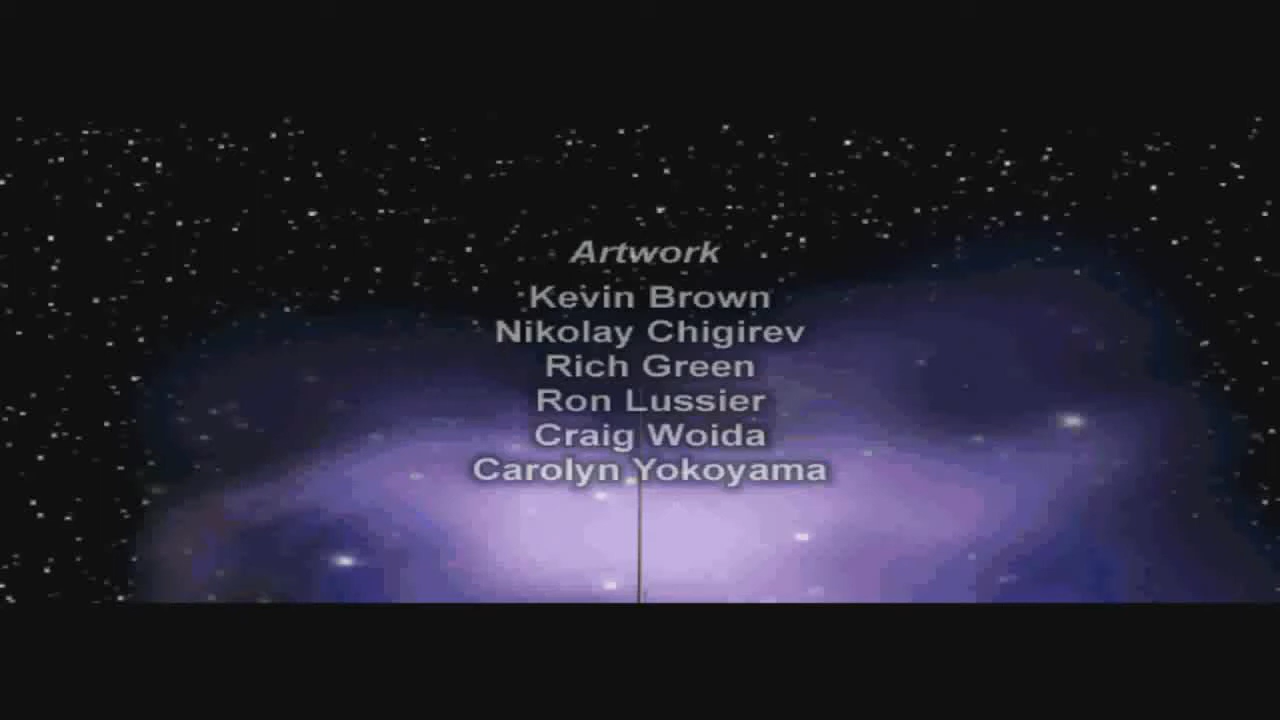 Artwork
Kevin Brown
Nikolay Chigirev
Rich Green
Ron Lussier
Craig Woida
Carolyn Yokoyama